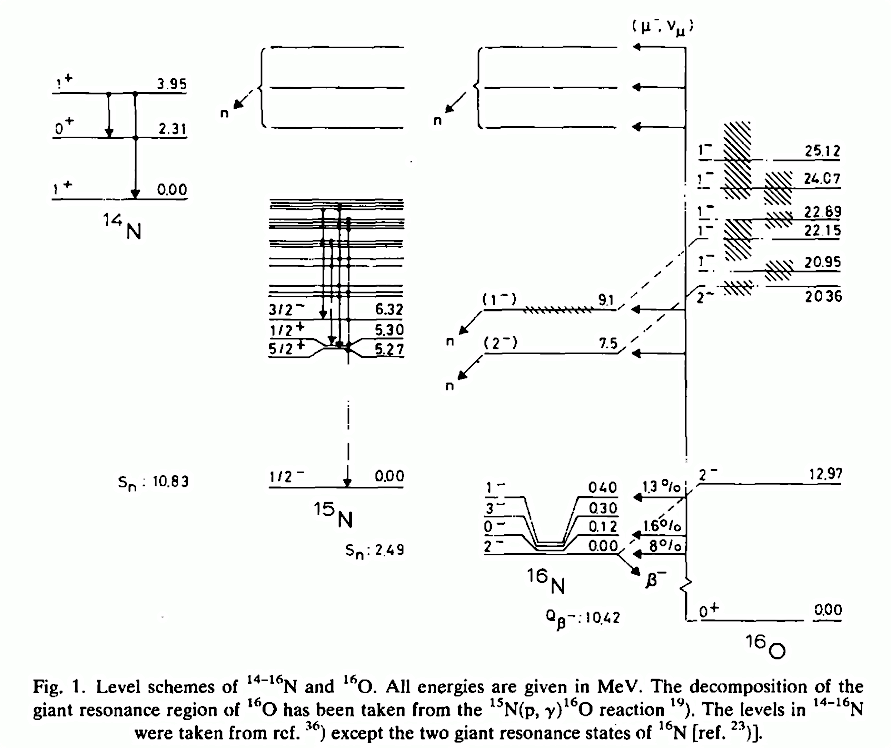 (μ⁻, ν_μ)
1⁺ 3.95
0⁺ 2.31
1⁺ 0.00
¹⁴N
n
n
1⁻ 25.12
1⁻ 24.07
1⁻ 22.89
1⁻ 22.15
1⁻ 20.95
2⁻ 20.36
3/2⁻ 6.32
1/2⁺ 5.30
5/2⁺ 5.27
(1⁻) 9.1
n
(2⁻) 7.5
n
Sₙ : 10.83
1/2⁻ 0.00
¹⁵N
Sₙ : 2.49
1⁻ 0.40 1.3 %
3⁻ 0.30
0⁻ 0.12 1.6%
2⁻ 0.00 8%
¹⁶N
β⁻
Q_β⁻ : 10.42
2⁻ 12.97
0⁺ 0.00
¹⁶O
Fig. 1. Level schemes of ¹⁴⁻¹⁶N and ¹⁶O. All energies are given in MeV. The decomposition of the
giant resonance region of ¹⁶O has been taken from the ¹⁵N(p, γ)¹⁶O reaction ¹⁹). The levels in ¹⁴⁻¹⁶N
were taken from ref. ³⁶) except the two giant resonance states of ¹⁶N [ref. ²³)].